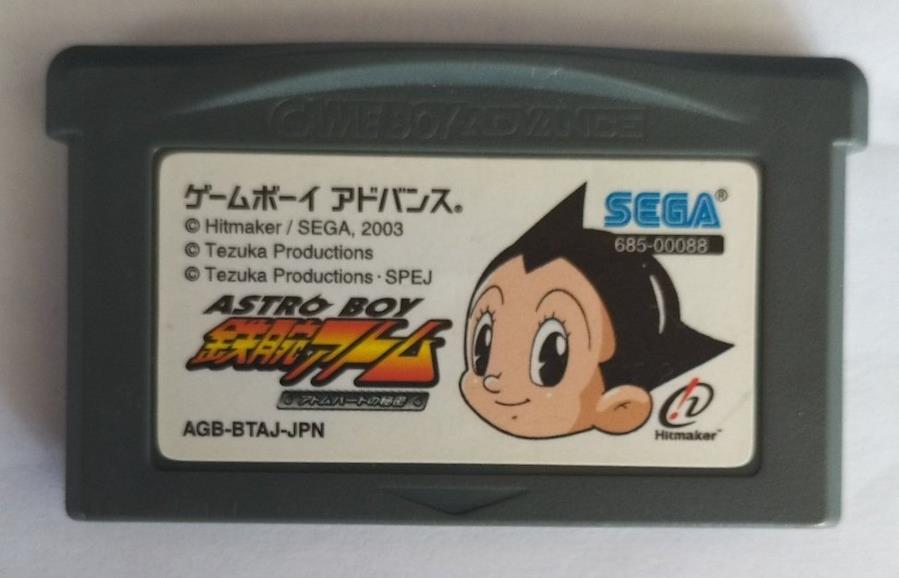 GAME BOY ADVANCE
ゲームボーイ アドバンス®
© Hitmaker / SEGA, 2003
© Tezuka Productions
© Tezuka Productions・SPEJ
SEGA®
685-00088
ASTRO BOY
鉄腕アトム
アトムハートの秘密
AGB-BTAJ-JPN
Hitmaker™